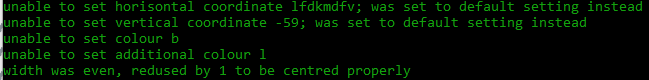 unable to set horisontal coordinate lfdkmdfv; was set to default setting instead
unable to set vertical coordinate -59; was set to default setting instead
unable to set colour b
unable to set additional colour l
width was even, redused by 1 to be centred properly